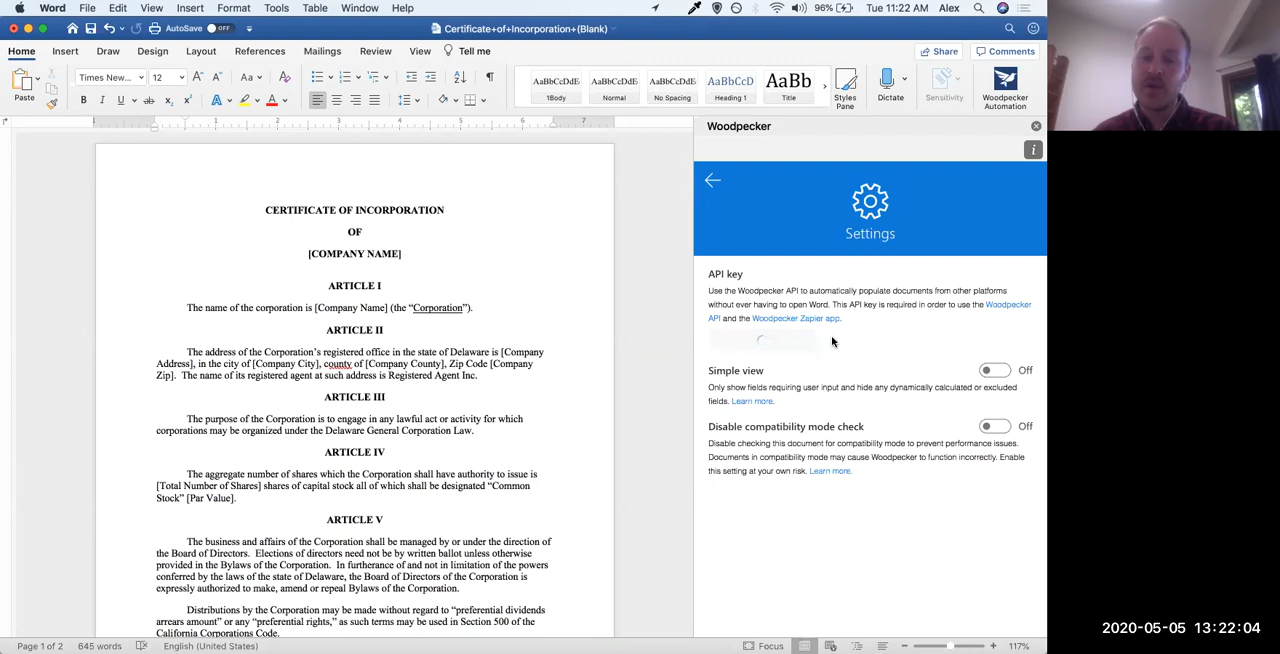 Word File Edit View Insert Format Tools Table Window Help 96% Tue 11:22 AM Alex
AutoSave OFF Certificate+of+Incorporation+(Blank)
Home Insert Draw Design Layout References Mailings Review View Tell me Share Comments
Paste Times New... 12 Aa AaBbCcDdE AaBbCcDdE AaBbCcDdE AaBbCcD AaBb
B I U ab x₂ x² A A 1Body Normal No Spacing Heading 1 Title Styles Pane Dictate Sensitivity Woodpecker Automation
1 1 2 3 4 5 6 7
CERTIFICATE OF INCORPORATION
OF
[COMPANY NAME]
ARTICLE I
The name of the corporation is [Company Name] (the “Corporation”).
ARTICLE II
The address of the Corporation’s registered office in the state of Delaware is [Company
Address], in the city of [Company City], county of [Company County], Zip Code [Company
Zip]. The name of its registered agent at such address is Registered Agent Inc.
ARTICLE III
The purpose of the Corporation is to engage in any lawful act or activity for which
corporations may be organized under the Delaware General Corporation Law.
ARTICLE IV
The aggregate number of shares which the Corporation shall have authority to issue is
[Total Number of Shares] shares of capital stock all of which shall be designated “Common
Stock” [Par Value].
ARTICLE V
The business and affairs of the Corporation shall be managed by or under the direction of
the Board of Directors. Elections of directors need not be by written ballot unless otherwise
provided in the Bylaws of the Corporation. In furtherance of and not in limitation of the powers
conferred by the laws of the state of Delaware, the Board of Directors of the Corporation is
expressly authorized to make, amend or repeal Bylaws of the Corporation.
Distributions by the Corporation may be made without regard to “preferential dividends
arrears amount” or any “preferential rights,” as such terms may be used in Section 500 of the
California Corporations Code.
Woodpecker
i
Settings
API key
Use the Woodpecker API to automatically populate documents from other platforms
without ever having to open Word. This API key is required in order to use the Woodpecker
API and the Woodpecker Zapier app.
Simple view Off
Only show fields requiring user input and hide any dynamically calculated or excluded
fields. Learn more.
Disable compatibility mode check Off
Disable checking this document for compatibility mode to prevent performance issues.
Documents in compatibility mode may cause Woodpecker to function incorrectly. Enable
this setting at your own risk. Learn more.
Page 1 of 2 645 words English (United States) Focus 117%
2020-05-05 13:22:04